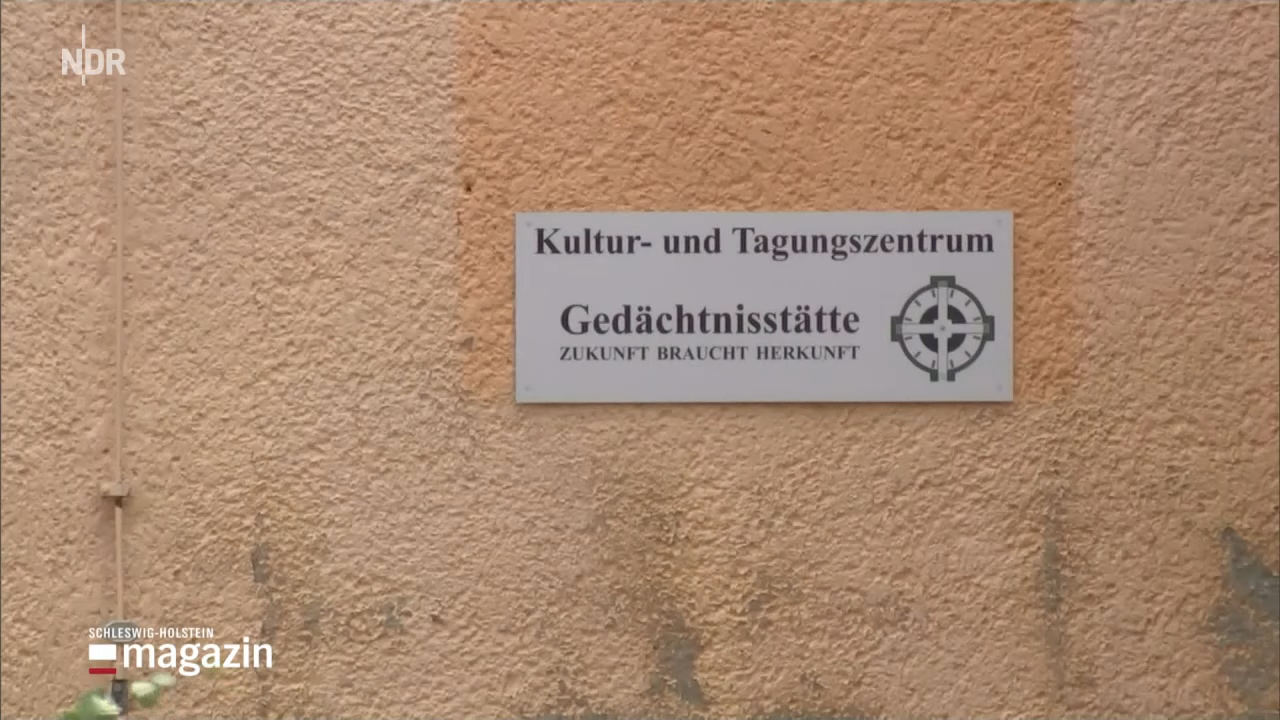 NDR
Kultur- und Tagungszentrum
Gedächtnisstätte
ZUKUNFT BRAUCHT HERKUNFT
SCHLESWIG-HOLSTEIN
magazin